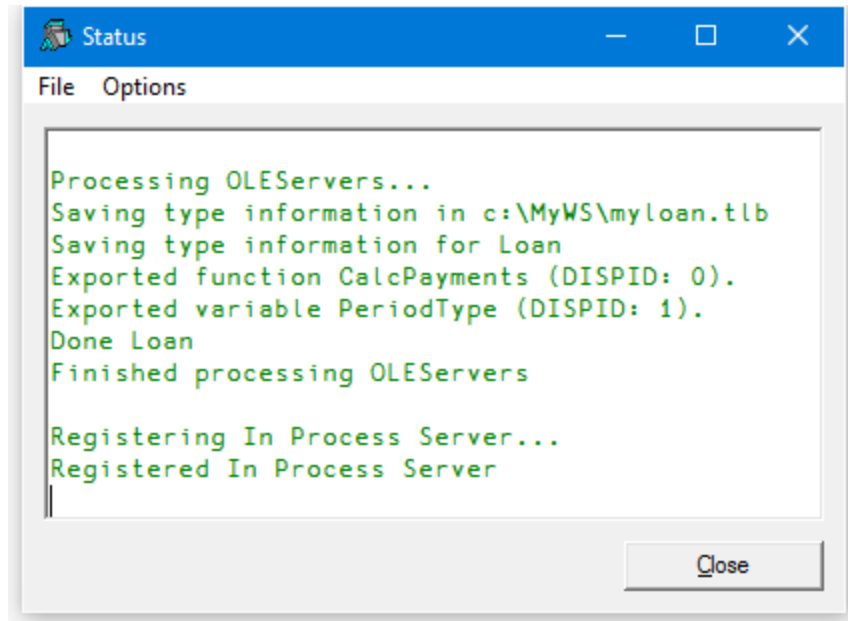 Status
File Options
Processing OLEServers...
Saving type information in c:\MyWS\myloan.tlb
Saving type information for Loan
Exported function CalcPayments (DISPID: 0).
Exported variable PeriodType (DISPID: 1).
Done Loan
Finished processing OLEServers
Registering In Process Server...
Registered In Process Server
Close